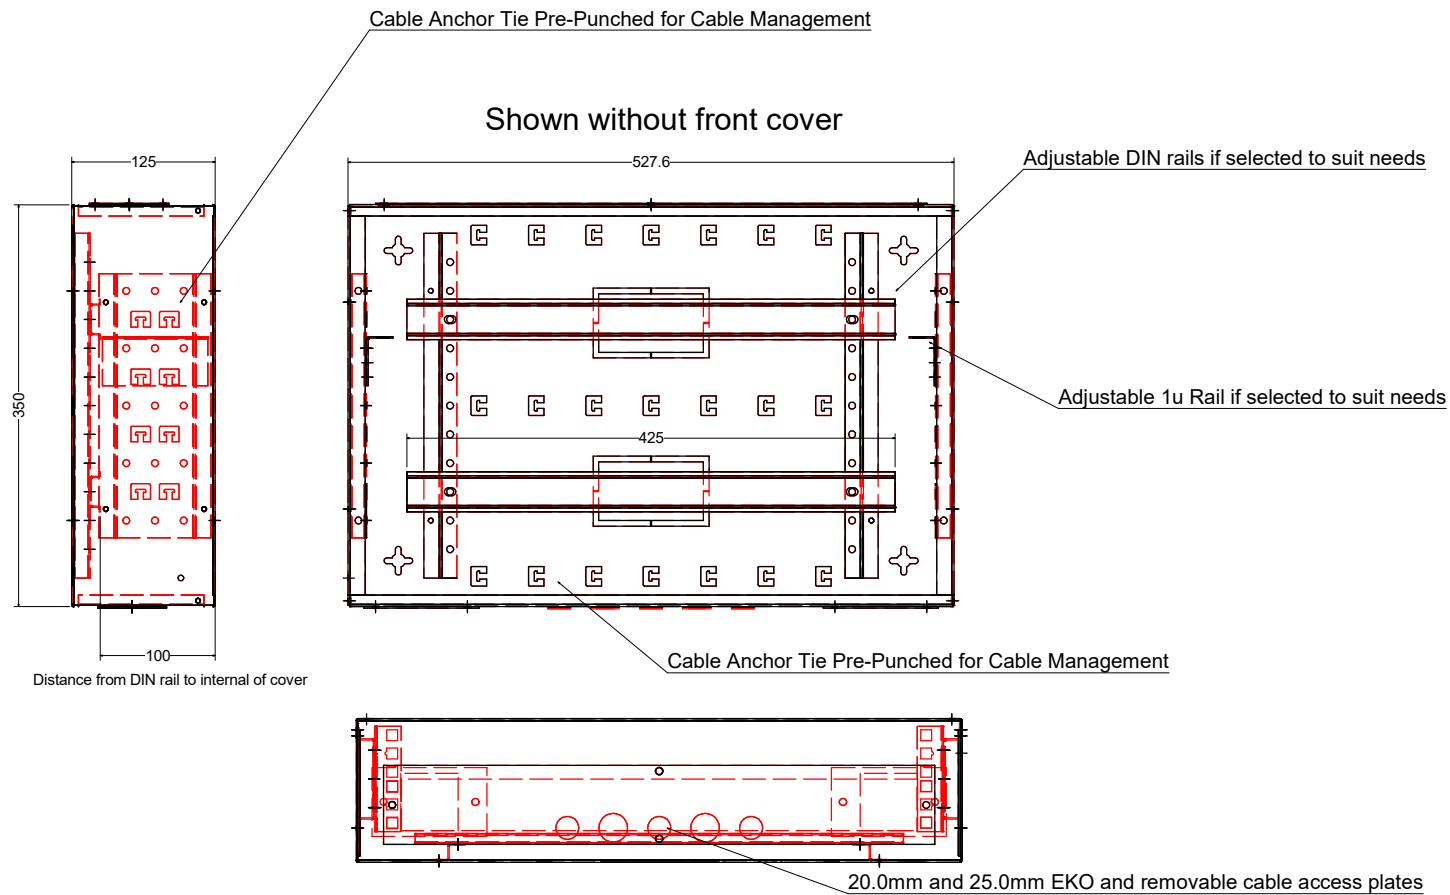 Cable Anchor Tie Pre-Punched for Cable Management
Shown without front cover
125
527.6
Adjustable DIN rails if selected to suit needs
350
Adjustable 1u Rail if selected to suit needs
425
100
Distance from DIN rail to internal of cover
Cable Anchor Tie Pre-Punched for Cable Management
20.0mm and 25.0mm EKO and removable cable access plates